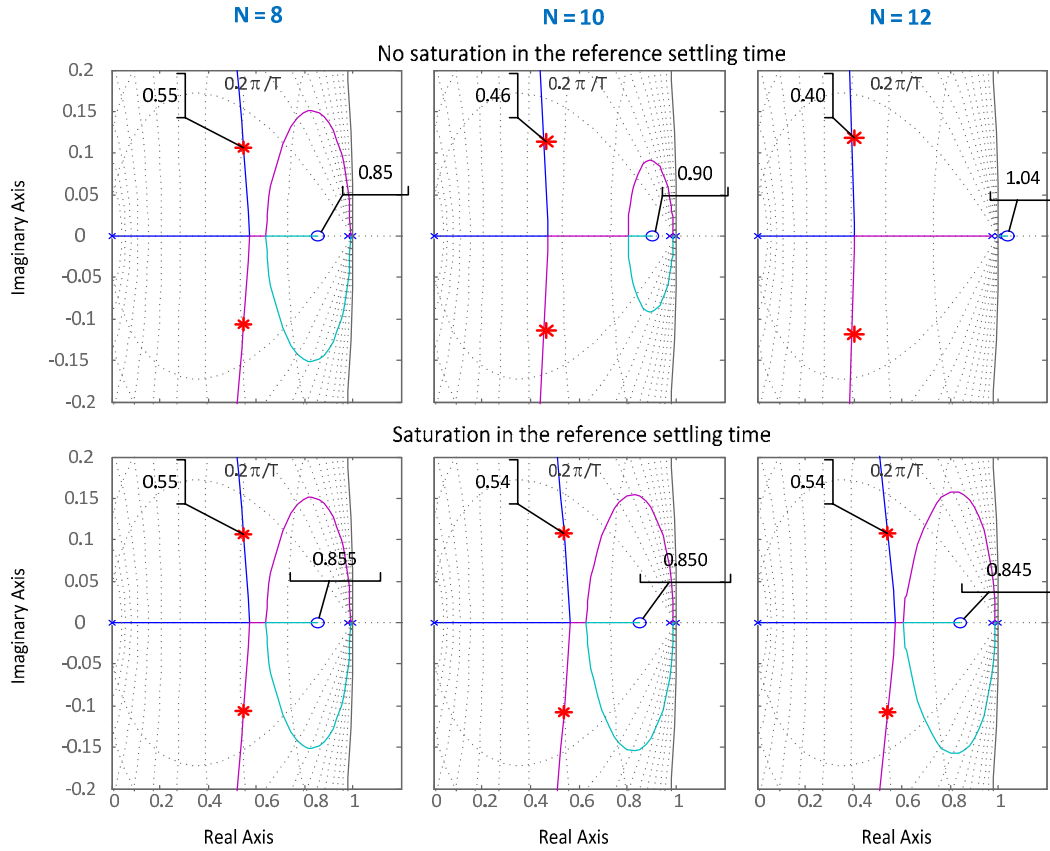 N = 8
N = 10
N = 12
No saturation in the reference settling time
Imaginary Axis
0.2
0.15
0.1
0.05
0
-0.05
-0.1
-0.15
-0.2
0.2π/T
0.55
0.85
0.2π/T
0.46
0.90
0.2π/T
0.40
1.04
Saturation in the reference settling time
Imaginary Axis
0.2
0.15
0.1
0.05
0
-0.05
-0.1
-0.15
-0.2
0.2π/T
0.55
0.855
0.2π/T
0.54
0.850
0.2π/T
0.54
0.845
0 0.2 0.4 0.6 0.8 1
0 0.2 0.4 0.6 0.8 1
0 0.2 0.4 0.6 0.8 1
Real Axis
Real Axis
Real Axis